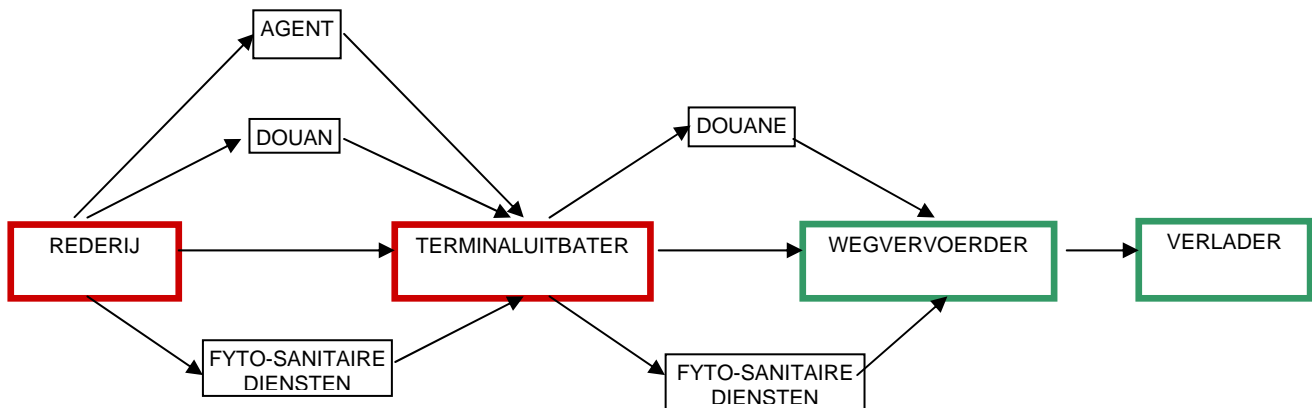 AGENT
DOUAN
DOUANE
REDERIJ
TERMINALUITBATER
WEGVERVOERDER
VERLADER
FYTO-SANITAIRE
DIENSTEN
FYTO-SANITAIRE
DIENSTEN